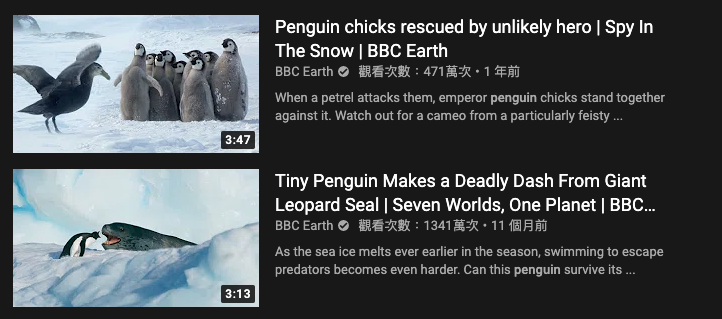 Penguin chicks rescued by unlikely hero | Spy In
The Snow | BBC Earth
BBC Earth 觀看次數：471萬次 • 1 年前
When a petrel attacks them, emperor penguin chicks stand together
against it. Watch out for a cameo from a particularly feisty ...
3:47
Tiny Penguin Makes a Deadly Dash From Giant
Leopard Seal | Seven Worlds, One Planet | BBC...
BBC Earth 觀看次數：1341萬次 • 11 個月前
As the sea ice melts ever earlier in the season, swimming to escape
predators becomes even harder. Can this penguin survive its ...
3:13